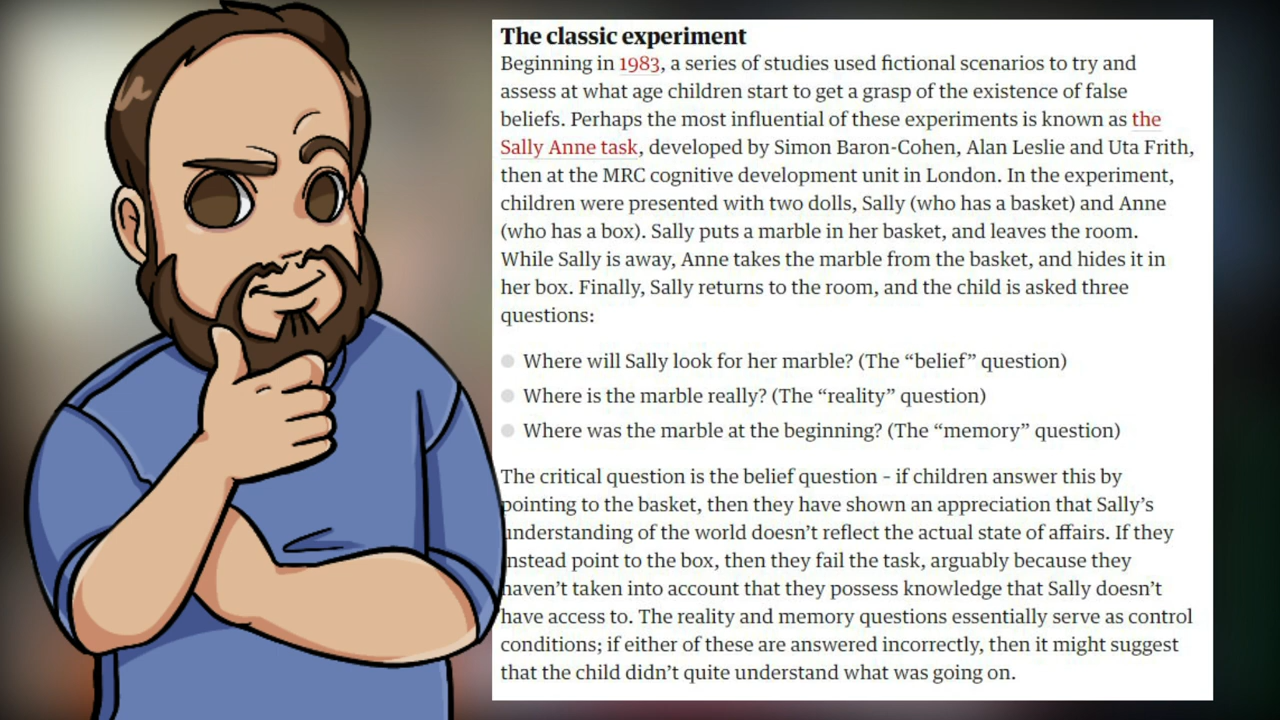 The classic experiment
Beginning in 1983, a series of studies used fictional scenarios to try and
assess at what age children start to get a grasp of the existence of false
beliefs. Perhaps the most influential of these experiments is known as the
Sally Anne task, developed by Simon Baron-Cohen, Alan Leslie and Uta Frith,
then at the MRC cognitive development unit in London. In the experiment,
children were presented with two dolls, Sally (who has a basket) and Anne
(who has a box). Sally puts a marble in her basket, and leaves the room.
While Sally is away, Anne takes the marble from the basket, and hides it in
her box. Finally, Sally returns to the room, and the child is asked three
questions:
Where will Sally look for her marble? (The “belief” question)
Where is the marble really? (The “reality” question)
Where was the marble at the beginning? (The “memory” question)
The critical question is the belief question – if children answer this by
pointing to the basket, then they have shown an appreciation that Sally’s
understanding of the world doesn’t reflect the actual state of affairs. If they
instead point to the box, then they fail the task, arguably because they
haven’t taken into account that they possess knowledge that Sally doesn’t
have access to. The reality and memory questions essentially serve as control
conditions; if either of these are answered incorrectly, then it might suggest
that the child didn’t quite understand what was going on.